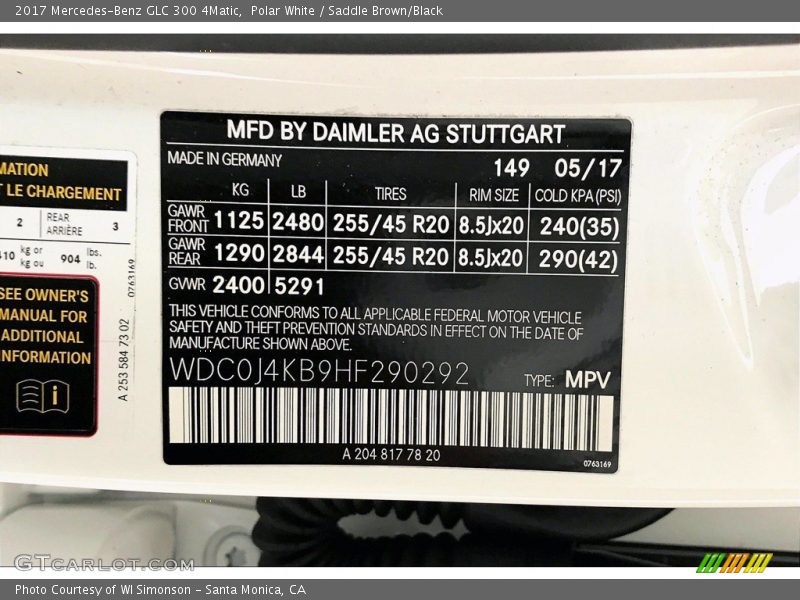 2017 Mercedes-Benz GLC 300 4Matic,  Polar White / Saddle Brown/Black
MATION
T LE CHARGEMENT
2 REAR ARRIÈRE 3
410 kg or kg ou 904 lbs. lb.
0763169
SEE OWNER'S
MANUAL FOR
ADDITIONAL
INFORMATION
A 253 584 73 02
MFD BY DAIMLER AG STUTTGART
MADE IN GERMANY 149 05/17
KG LB TIRES RIM SIZE COLD KPA (PSI)
GAWR FRONT 1125 2480 255/45 R20 8.5Jx20 240(35)
GAWR REAR 1290 2844 255/45 R20 8.5Jx20 290(42)
GVWR 2400 5291
THIS VEHICLE CONFORMS TO ALL APPLICABLE FEDERAL MOTOR VEHICLE
SAFETY AND THEFT PREVENTION STANDARDS IN EFFECT ON THE DATE OF
MANUFACTURE SHOWN ABOVE.
WDC0J4KB9HF290292 TYPE: MPV
A 204 817 78 20
0763169
GTCARLOT.COM
Photo Courtesy of WI Simonson - Santa Monica, CA